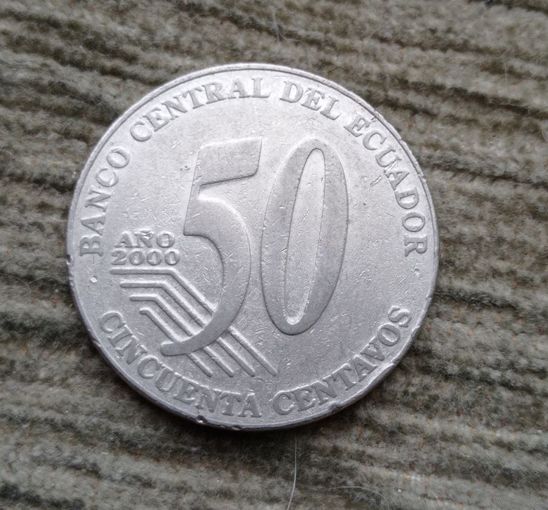 BANCO CENTRAL DEL ECUADOR
50
AÑO
2000
CINCUENTA CENTAVOS